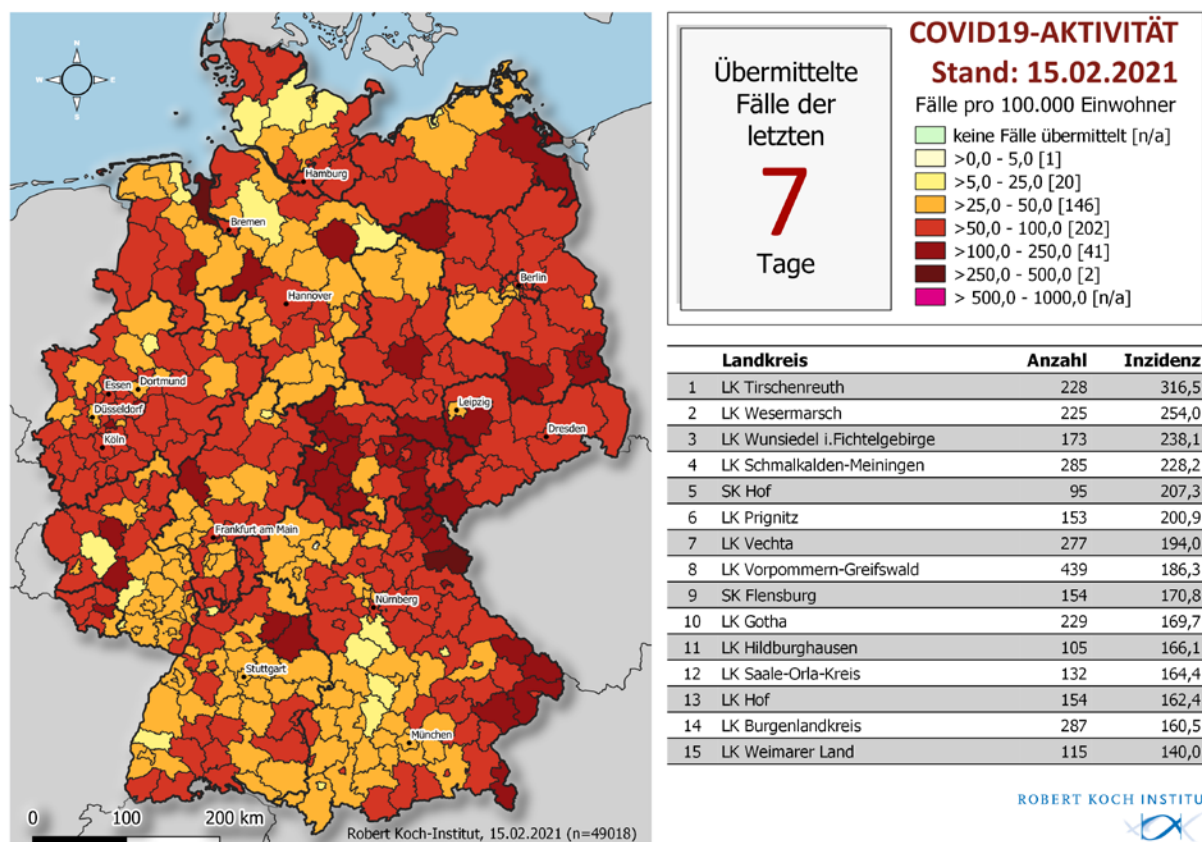 N
W
E
S
Hamburg
Bremen
Berlin
Hannover
Essen
Dortmund
Düsseldorf
Köln
Leipzig
Dresden
Frankfurt am Main
Nürnberg
Stuttgart
München
0 100 200 km
Robert Koch-Institut, 15.02.2021 (n=49018)
Übermittelte
Fälle der
letzten
7
Tage
COVID19-AKTIVITÄT
Stand: 15.02.2021
Fälle pro 100.000 Einwohner
keine Fälle übermittelt [n/a]
>0,0 - 5,0 [1]
>5,0 - 25,0 [20]
>25,0 - 50,0 [146]
>50,0 - 100,0 [202]
>100,0 - 250,0 [41]
>250,0 - 500,0 [2]
> 500,0 - 1000,0 [n/a]
Landkreis Anzahl Inzidenz
1 LK Tirschenreuth 228 316,5
2 LK Wesermarsch 225 254,0
3 LK Wunsiedel i.Fichtelgebirge 173 238,1
4 LK Schmalkalden-Meiningen 285 228,2
5 SK Hof 95 207,3
6 LK Prignitz 153 200,9
7 LK Vechta 277 194,0
8 LK Vorpommern-Greifswald 439 186,3
9 SK Flensburg 154 170,8
10 LK Gotha 229 169,7
11 LK Hildburghausen 105 166,1
12 LK Saale-Orla-Kreis 132 164,4
13 LK Hof 154 162,4
14 LK Burgenlandkreis 287 160,5
15 LK Weimarer Land 115 140,0
ROBERT KOCH INSTITU